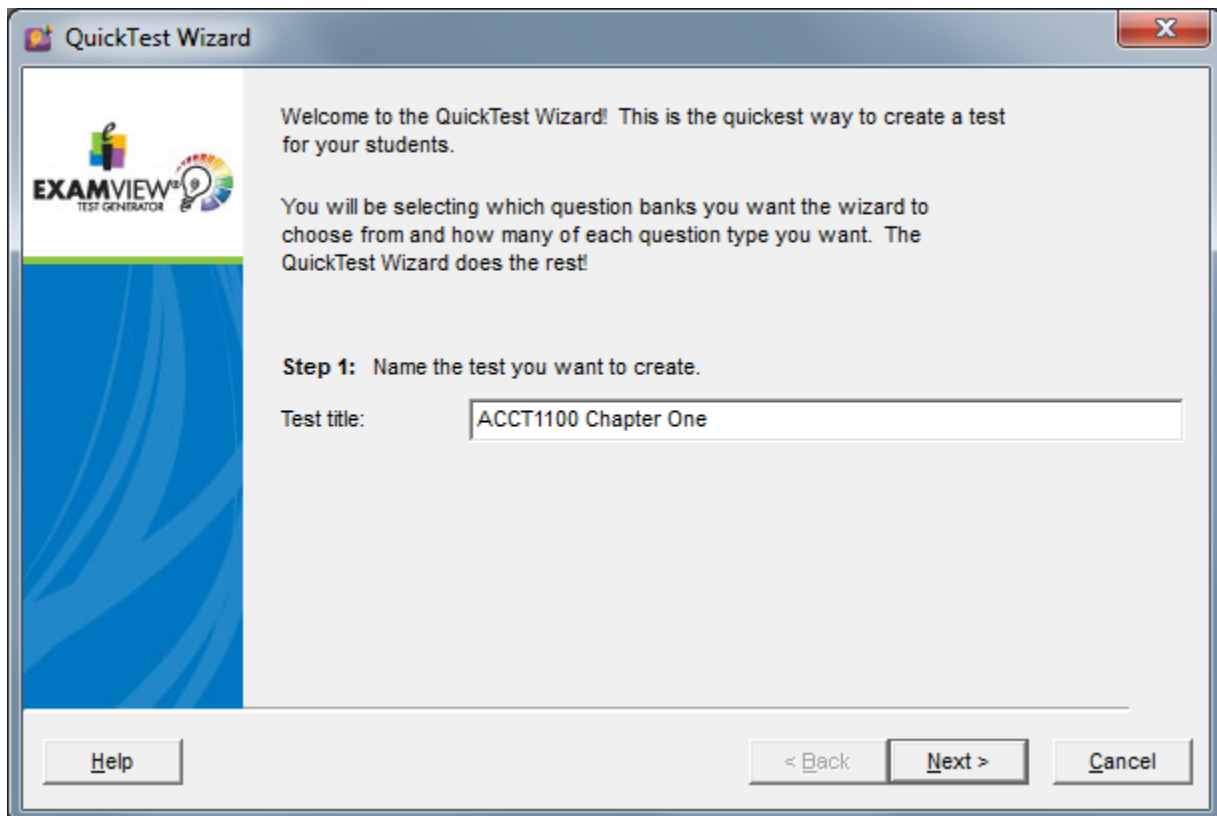 QuickTest Wizard
EXAMVIEW®
TEST GENERATOR
Welcome to the QuickTest Wizard!  This is the quickest way to create a test
for your students.
You will be selecting which question banks you want the wizard to
choose from and how many of each question type you want.  The
QuickTest Wizard does the rest!
Step 1:  Name the test you want to create.
Test title: ACCT1100 Chapter One
Help < Back Next > Cancel